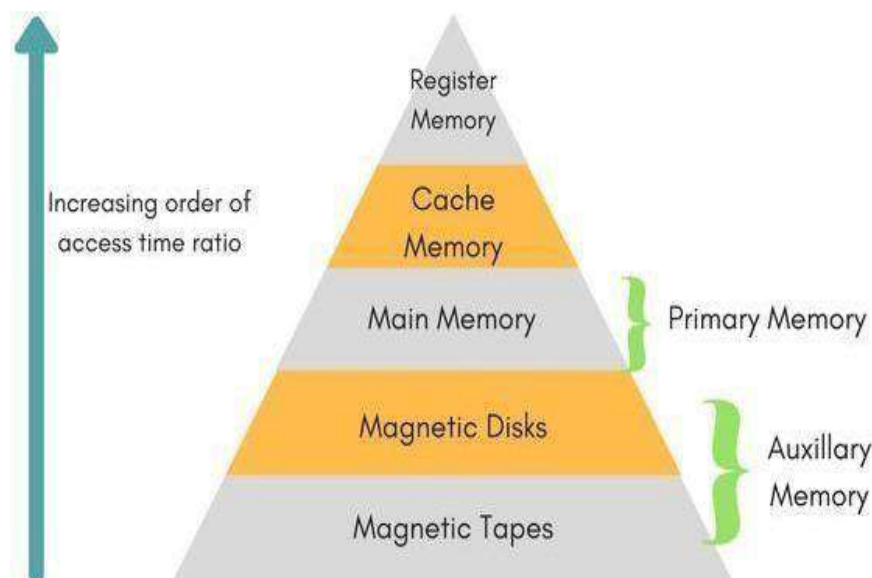 Register
Memory
Increasing order of
access time ratio
Cache
Memory
Main Memory
Primary Memory
Magnetic Disks
Auxillary
Memory
Magnetic Tapes